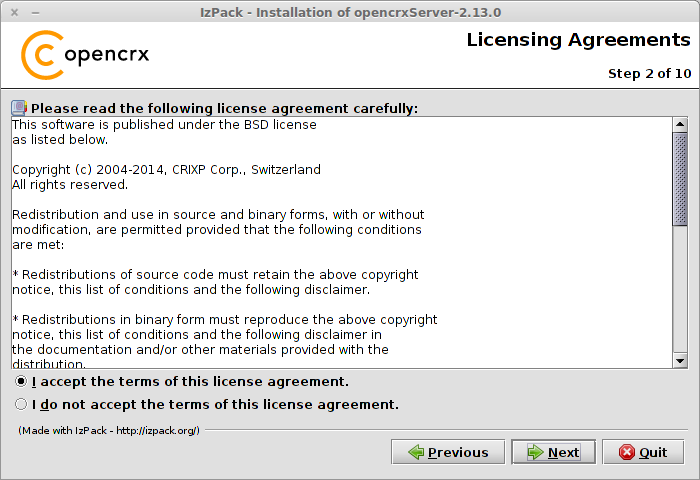 IzPack - Installation of opencrxServer-2.13.0
opencrx
Licensing Agreements
Step 2 of 10
Please read the following license agreement carefully:
This software is published under the BSD license
as listed below.
Copyright (c) 2004-2014, CRIXP Corp., Switzerland
All rights reserved.
Redistribution and use in source and binary forms, with or without
modification, are permitted provided that the following conditions
are met:
* Redistributions of source code must retain the above copyright
notice, this list of conditions and the following disclaimer.
* Redistributions in binary form must reproduce the above copyright
notice, this list of conditions and the following disclaimer in
the documentation and/or other materials provided with the
distribution.
I accept the terms of this license agreement.
I do not accept the terms of this license agreement.
(Made with IzPack - http://izpack.org/)
Previous
Next
Quit